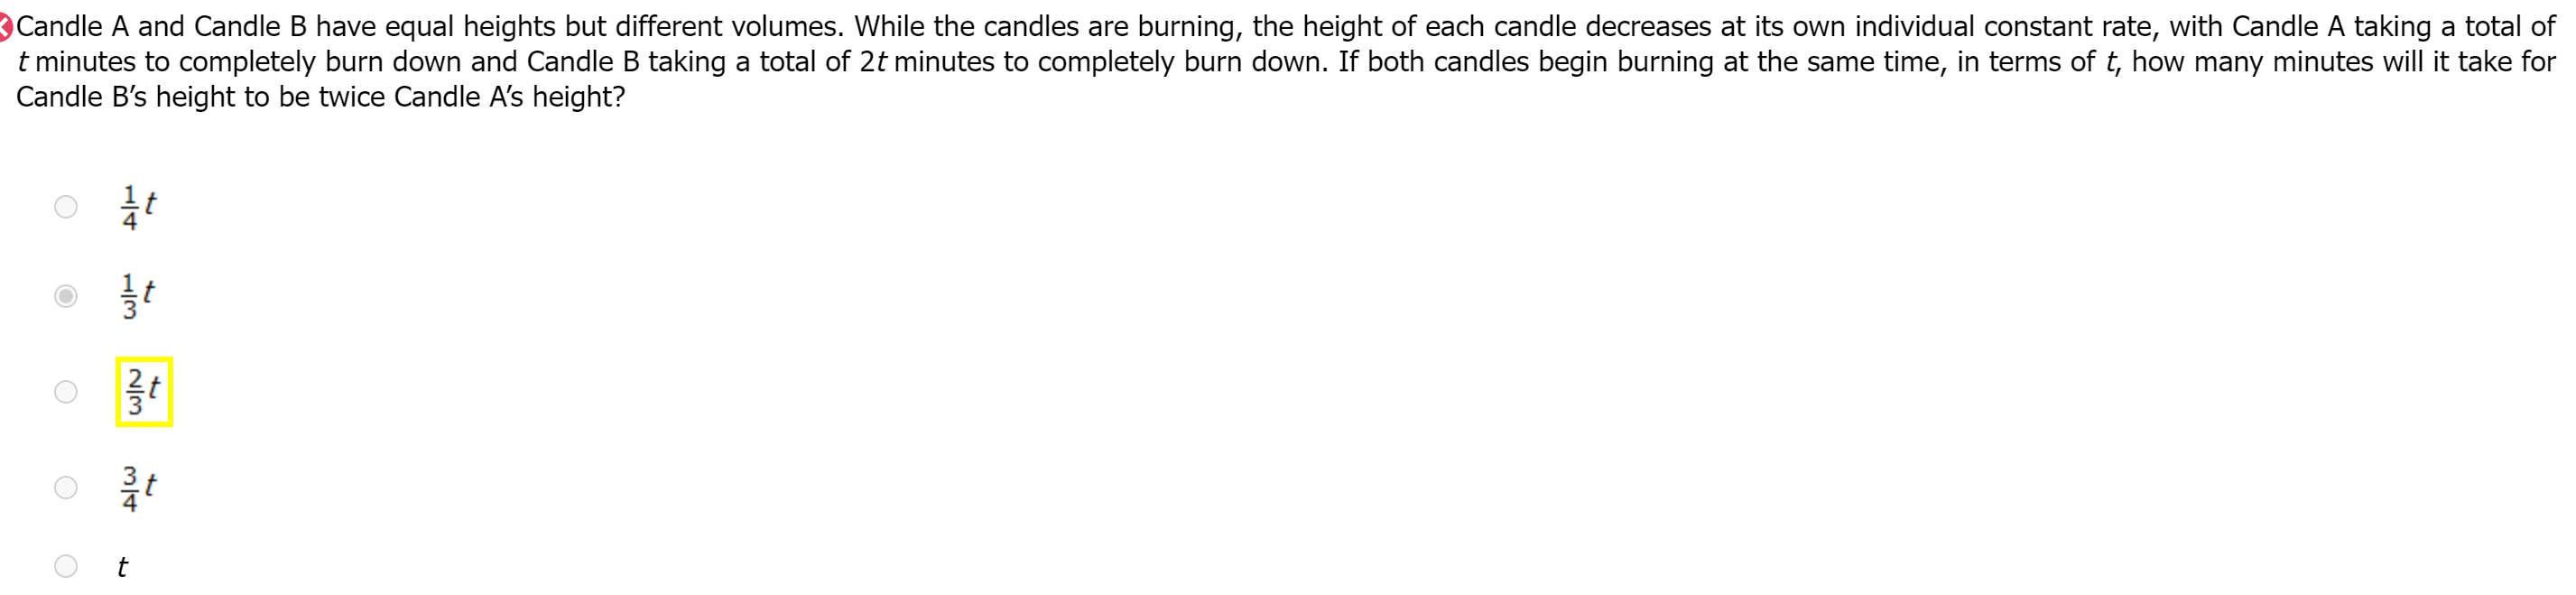 Candle A and Candle B have equal heights but different volumes. While the candles are burning, the height of each candle decreases at its own individual constant rate, with Candle A taking a total of
t minutes to completely burn down and Candle B taking a total of 2t minutes to completely burn down. If both candles begin burning at the same time, in terms of t, how many minutes will it take for
Candle B’s height to be twice Candle A’s height?
1/4 t
1/3 t
2/3 t
3/4 t
t